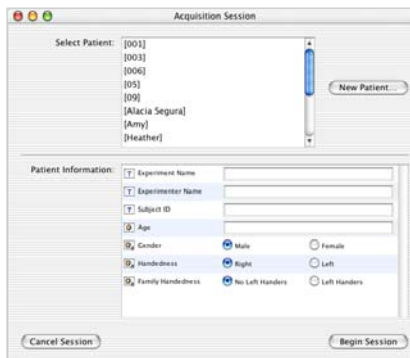 Acquisition Session
Select Patient:
[001]
[003]
[006]
[05]
[09]
[Alacia Segura]
[Amy]
[Heather]
New Patient...
Patient Information:
T Experiment Name
T Experimenter Name
T Subject ID
Age
Gender Male Female
Handedness Right Left
Family Handedness No Left Handers Left Handers
Cancel Session
Begin Session